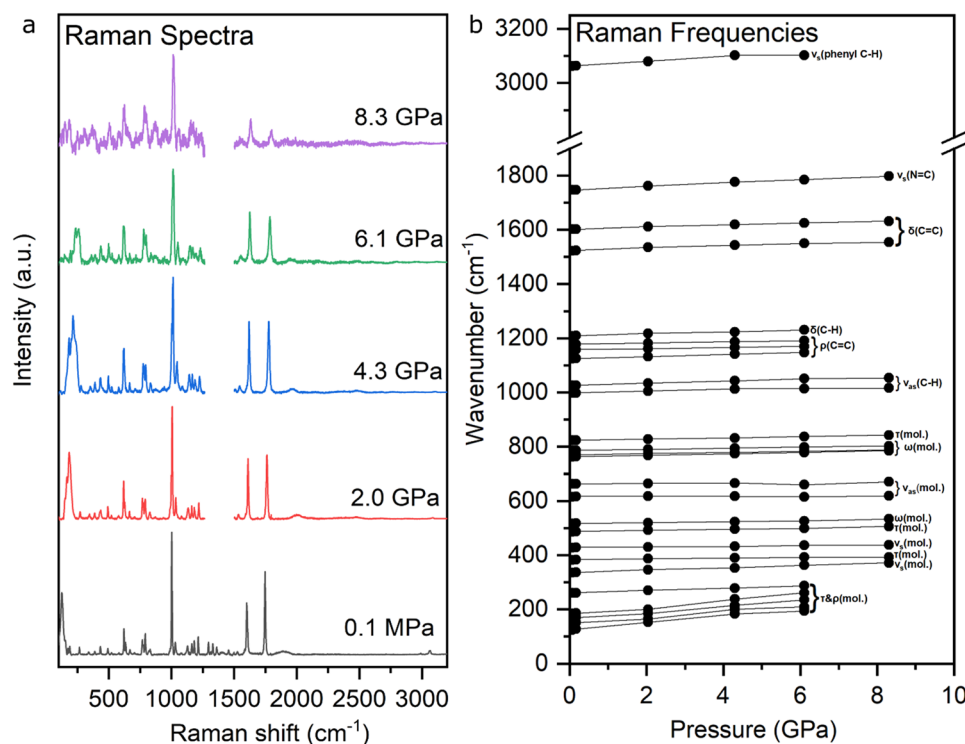 a
Raman Spectra
8.3 GPa
6.1 GPa
4.3 GPa
2.0 GPa
0.1 MPa
Intensity (a.u.)
500 1000 1500 2000 2500 3000
Raman shift (cm⁻¹)
b
Raman Frequencies
3200
3000
1800
1600
1400
1200
1000
800
600
400
200
0
Wavenumber (cm⁻¹)
νs(phenyl C-H)
νs(N=C)
δ(C=C)
δ(C-H)
ρ(C=C)
νas(C-H)
τ(mol.)
ω(mol.)
νas(mol.)
ω(mol.)
τ(mol.)
νs(mol.)
τ(mol.)
νs(mol.)
τ&ρ(mol.)
0 2 4 6 8 10
Pressure (GPa)